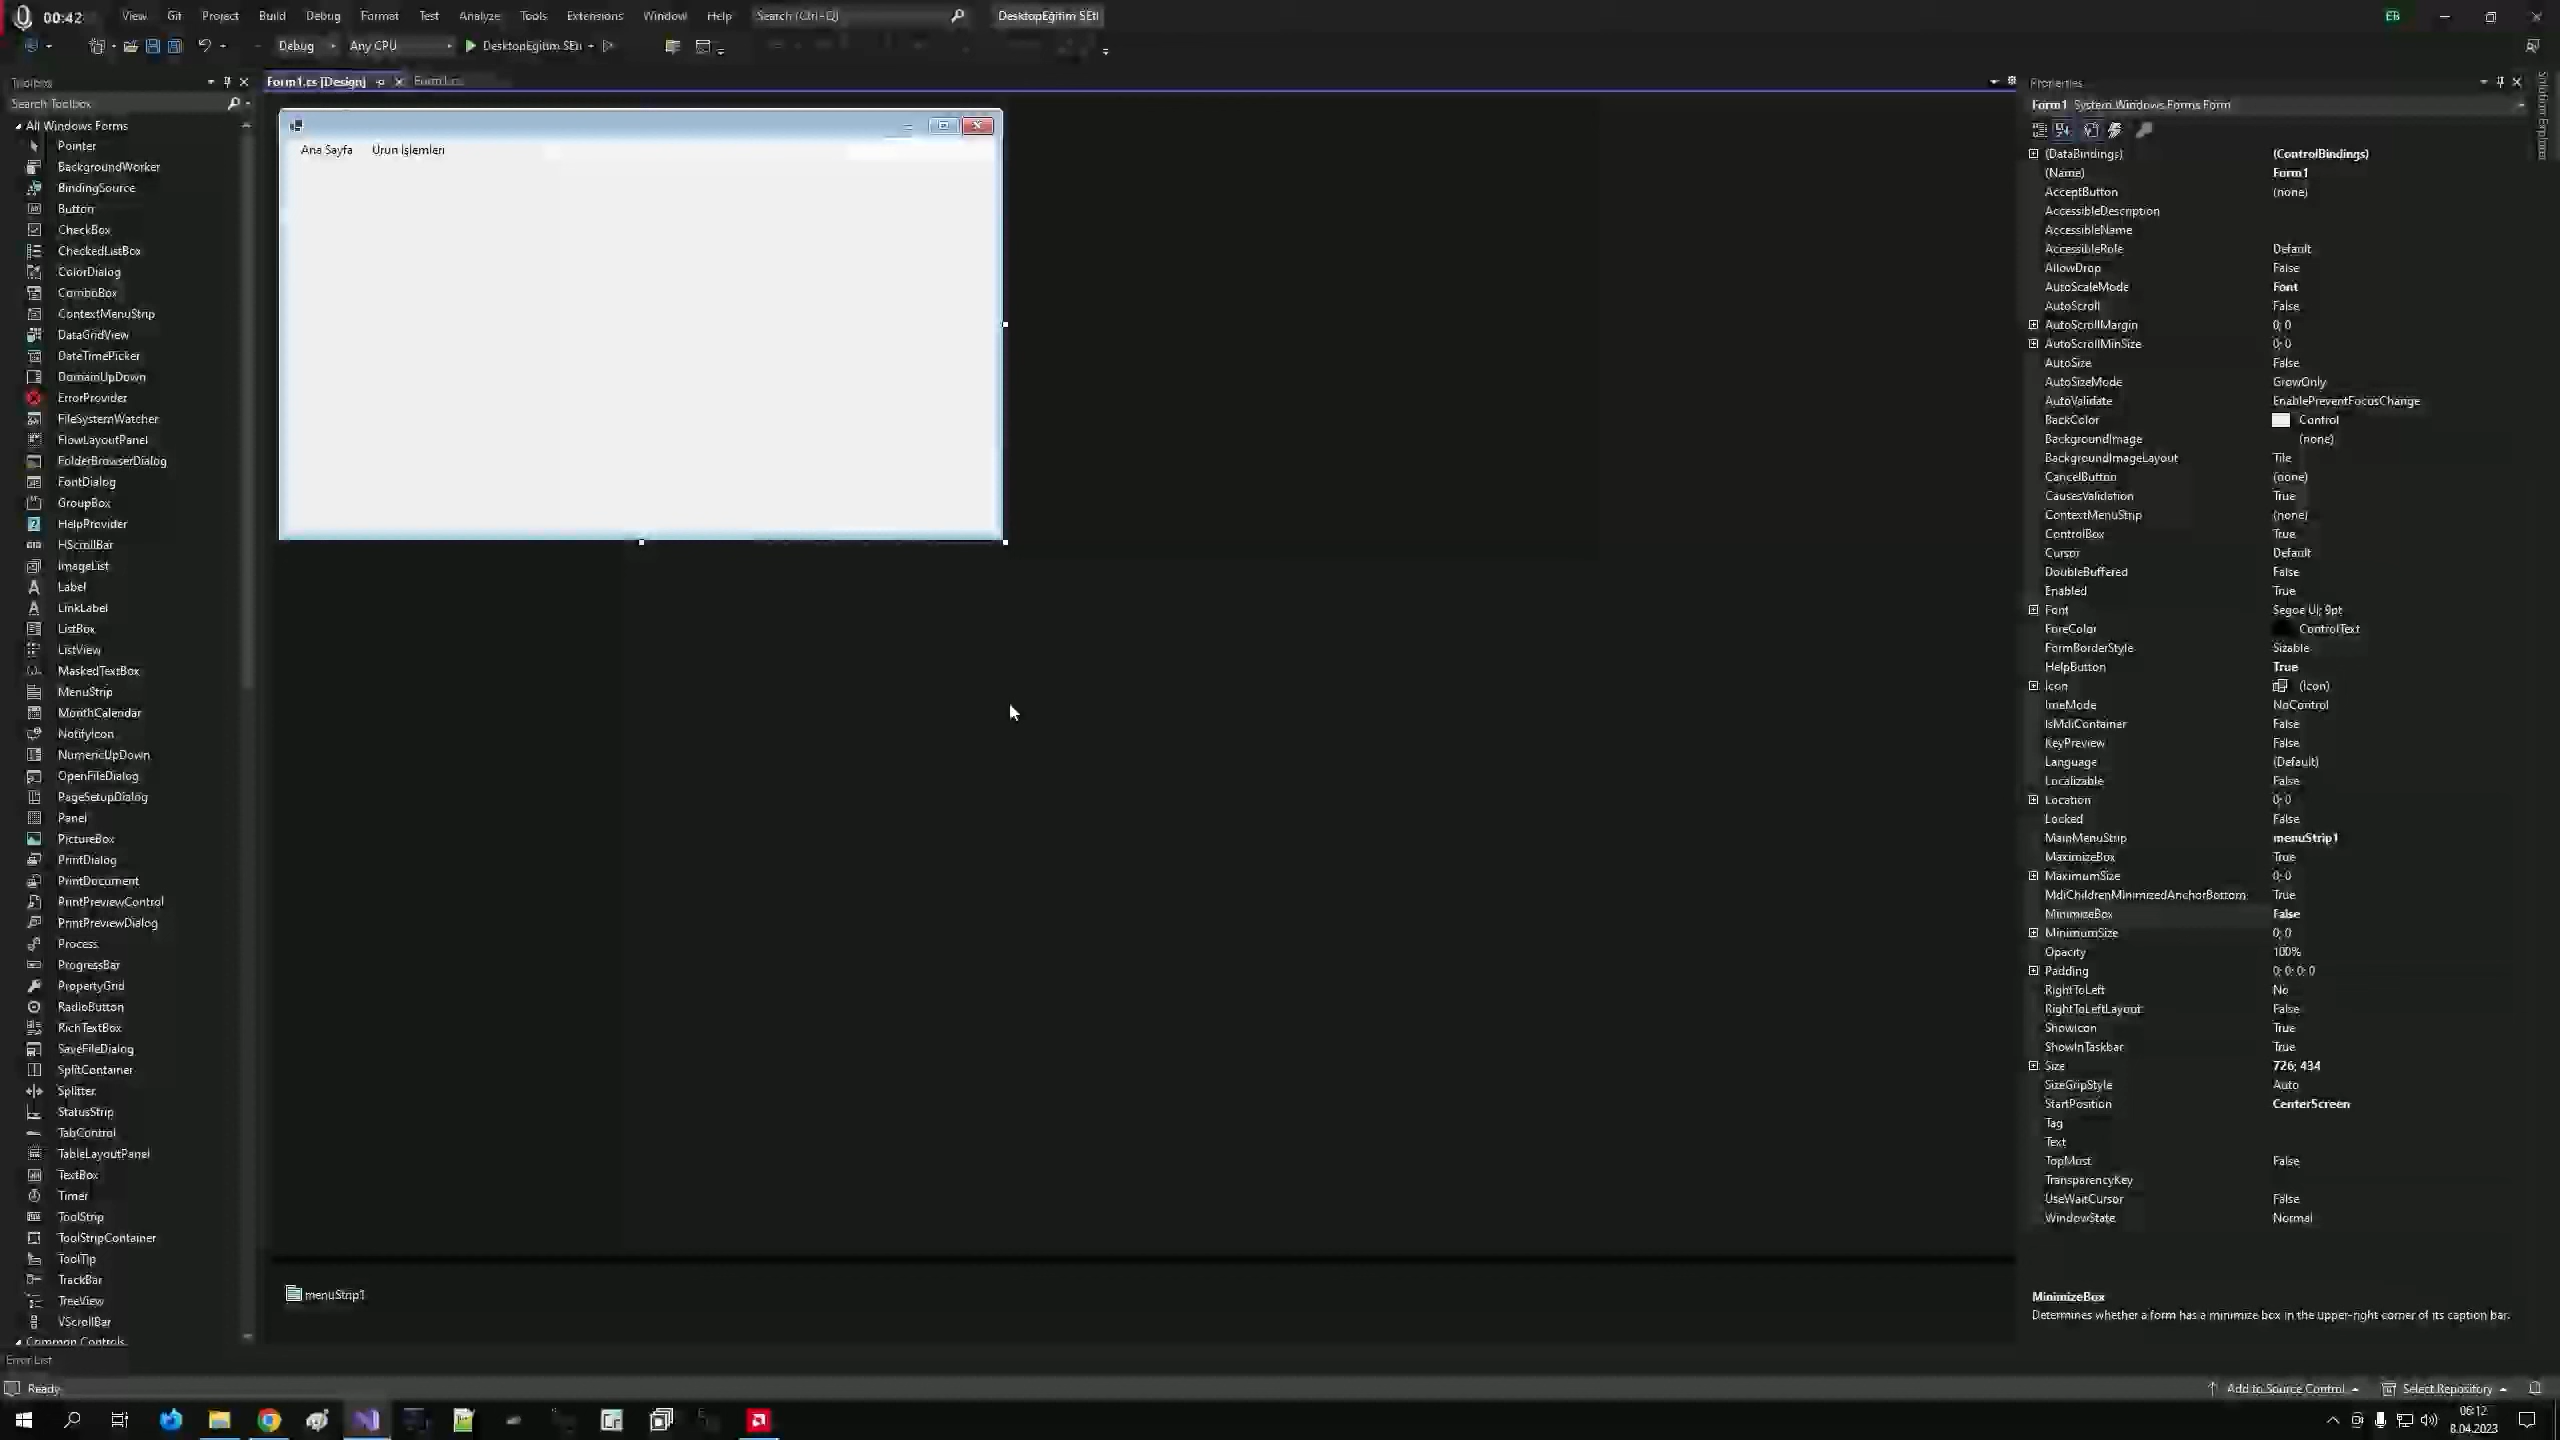 00:42
View Git Project Build Debug Format Test Analyze Tools Extensions Window Help Search (Ctrl+Q) DesktopEğitim SEti EB
Debug Any CPU DesktopEgitim SEti
Toolbox
Search Toolbox
All Windows Forms
Pointer
BackgroundWorker
BindingSource
Button
CheckBox
CheckedListBox
ColorDialog
ComboBox
ContextMenuStrip
DataGridView
DateTimePicker
DomainUpDown
ErrorProvider
FileSystemWatcher
FlowLayoutPanel
FolderBrowserDialog
FontDialog
GroupBox
HelpProvider
HScrollBar
ImageList
Label
LinkLabel
ListBox
ListView
MaskedTextBox
MenuStrip
MonthCalendar
NotifyIcon
NumericUpDown
OpenFileDialog
PageSetupDialog
Panel
PictureBox
PrintDialog
PrintDocument
PrintPreviewControl
PrintPreviewDialog
Process
ProgressBar
PropertyGrid
RadioButton
RichTextBox
SaveFileDialog
SplitContainer
Splitter
StatusStrip
TabControl
TableLayoutPanel
TextBox
Timer
ToolStrip
ToolStripContainer
ToolTip
TrackBar
TreeView
VScrollBar
Common Controls
Error List
Form1.cs [Design] Form1.cs
Ana Sayfa Ürün İşlemleri
menuStrip1
Properties
Form1 System.Windows.Forms.Form
(DataBindings) (ControlBindings)
(Name) Form1
AcceptButton (none)
AccessibleDescription
AccessibleName
AccessibleRole Default
AllowDrop False
AutoScaleMode Font
AutoScroll False
AutoScrollMargin 0; 0
AutoScrollMinSize 0; 0
AutoSize False
AutoSizeMode GrowOnly
AutoValidate EnablePreventFocusChange
BackColor Control
BackgroundImage (none)
BackgroundImageLayout Tile
CancelButton (none)
CausesValidation True
ContextMenuStrip (none)
ControlBox True
Cursor Default
DoubleBuffered False
Enabled True
Font Segoe UI; 9pt
ForeColor ControlText
FormBorderStyle Sizable
HelpButton True
Icon (Icon)
ImeMode NoControl
IsMdiContainer False
KeyPreview False
Language (Default)
Localizable False
Location 0; 0
Locked False
MainMenuStrip menuStrip1
MaximizeBox True
MaximumSize 0; 0
MdiChildrenMinimizedAnchorBottom True
MinimizeBox False
MinimumSize 0; 0
Opacity 100%
Padding 0; 0; 0; 0
RightToLeft No
RightToLeftLayout False
ShowIcon True
ShowInTaskbar True
Size 726; 434
SizeGripStyle Auto
StartPosition CenterScreen
Tag
Text
TopMost False
TransparencyKey
UseWaitCursor False
WindowState Normal
MinimizeBox
Determines whether a form has a minimize box in the upper-right corner of its caption bar.
Solution Explorer
Ready Add to Source Control Select Repository
06:12
8.04.2023